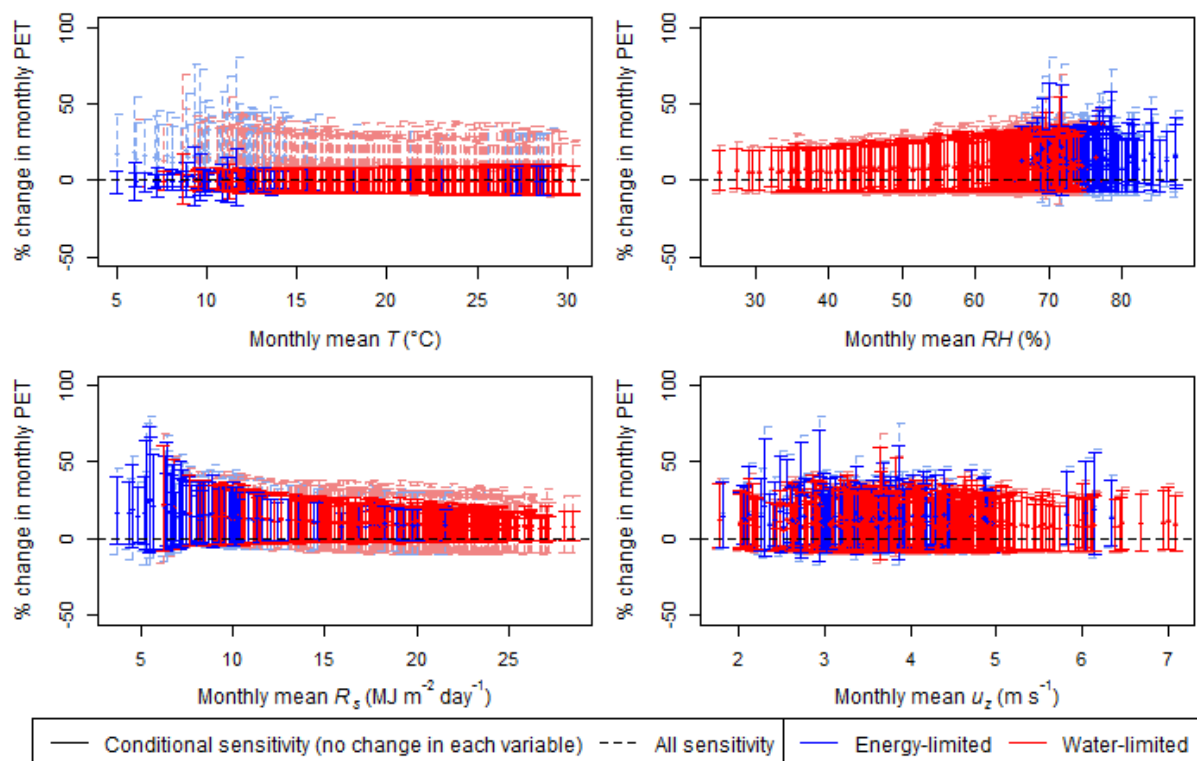 % change in monthly PET
100
50
0
-50
5 10 15 20 25 30
Monthly mean T (°C)
% change in monthly PET
100
50
0
-50
30 40 50 60 70 80
Monthly mean RH (%)
% change in monthly PET
100
50
0
-50
5 10 15 20 25
Monthly mean Rₛ (MJ m⁻² day⁻¹)
% change in monthly PET
100
50
0
-50
2 3 4 5 6 7
Monthly mean u_z (m s⁻¹)
Conditional sensitivity (no change in each variable) All sensitivity Energy-limited Water-limited